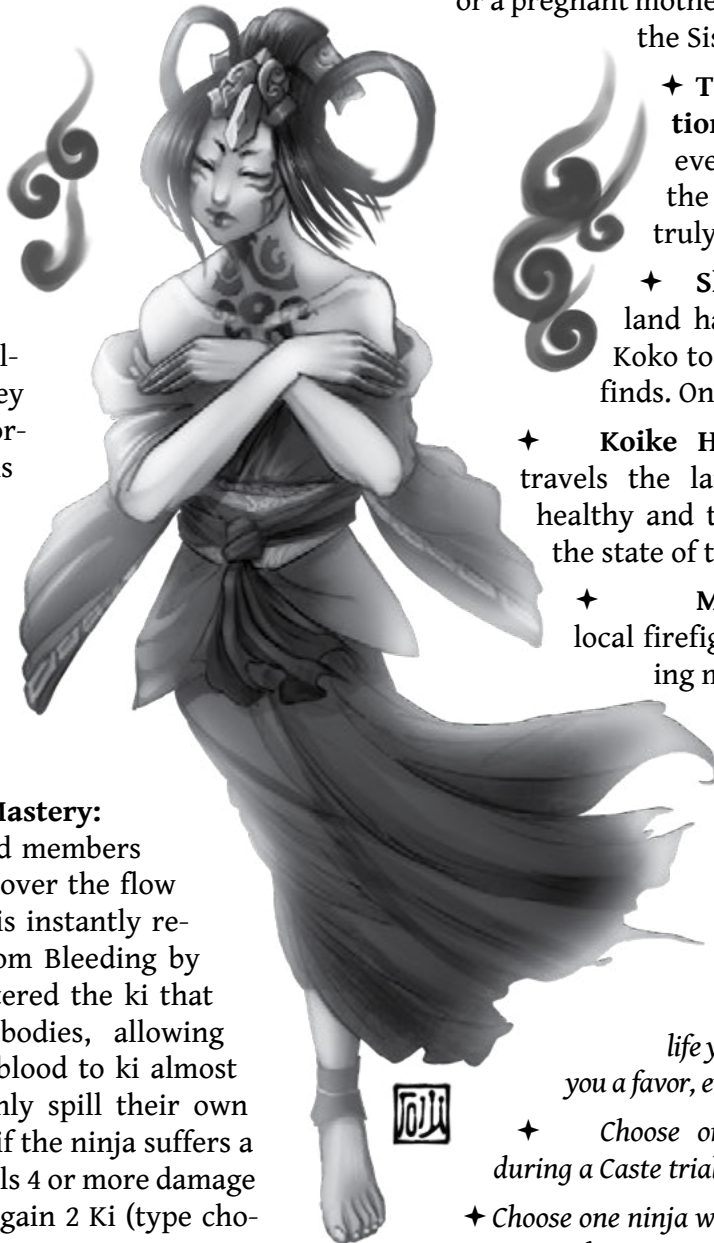 l-
ey
or-
s
Mastery:
d members
over the flow
is instantly re-
om Bleeding by
tered the ki that
bodies, allowing
blood to ki almost
nly spill their own
if the ninja suffers a
ls 4 or more damage
gain 2 Ki (type cho-
or a pregnant mothe
the Sis
✦ T
tion
eve
the
truly
✦ Sl
land ha
Koko to
finds. On
✦ Koike H
travels the la
healthy and t
the state of t
✦ M
local firefig
ing n
life y
you a favor, e
✦ Choose or
during a Caste trial
✦ Choose one ninja w